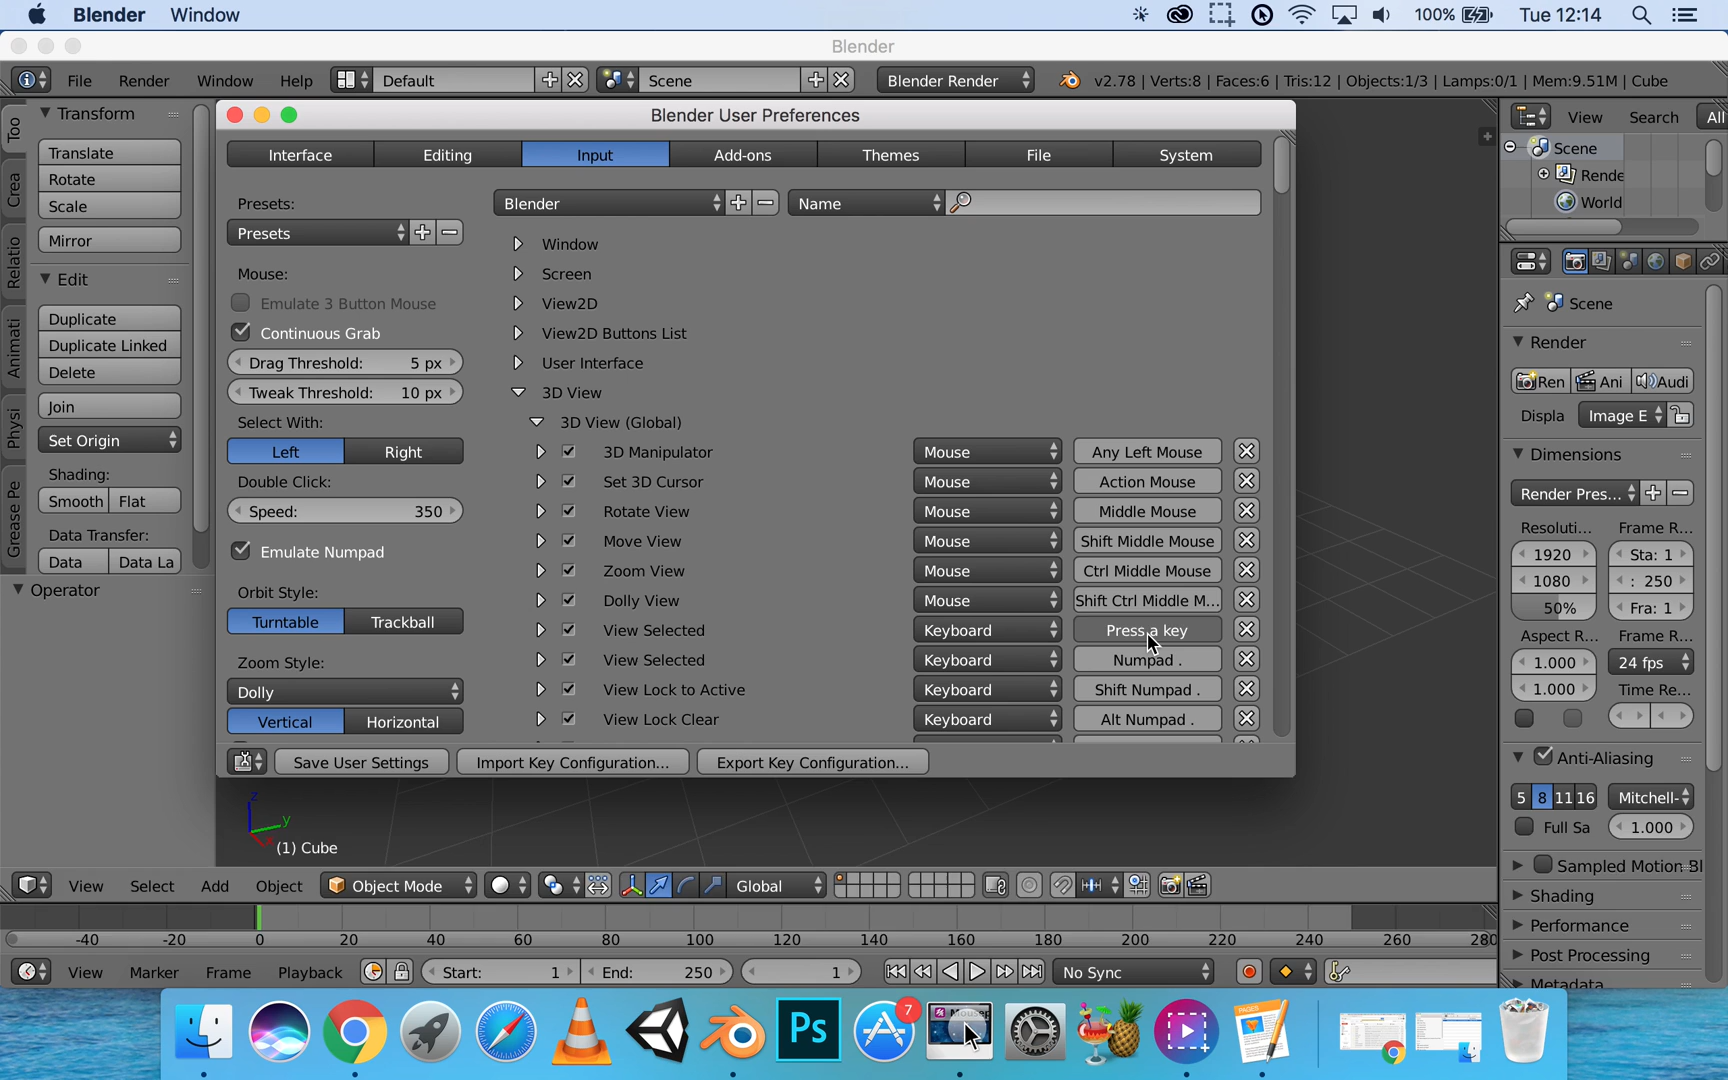 Blender Window 100% Tue 12:14
Blender
File Render Window Help Default Scene Blender Render v2.78 | Verts:8 | Faces:6 | Tris:12 | Objects:1/3 | Lamps:0/1 | Mem:9.51M | Cube
Too
Crea
Relatio
Animati
Physi
Grease Pe
Transform
Translate
Rotate
Scale
Mirror
Edit
Duplicate
Duplicate Linked
Delete
Join
Set Origin
Shading:
Smooth Flat
Data Transfer:
Data Data La
Operator
Blender User Preferences
Interface Editing Input Add-ons Themes File System
Presets:
Presets
Mouse:
Emulate 3 Button Mouse
Continuous Grab
Drag Threshold: 5 px
Tweak Threshold: 10 px
Select With:
Left Right
Double Click:
Speed: 350
Emulate Numpad
Orbit Style:
Turntable Trackball
Zoom Style:
Dolly
Vertical Horizontal
Blender Name
Window
Screen
View2D
View2D Buttons List
User Interface
3D View
3D View (Global)
3D Manipulator Mouse Any Left Mouse
Set 3D Cursor Mouse Action Mouse
Rotate View Mouse Middle Mouse
Move View Mouse Shift Middle Mouse
Zoom View Mouse Ctrl Middle Mouse
Dolly View Mouse Shift Ctrl Middle M...
View Selected Keyboard Press a key
View Selected Keyboard Numpad .
View Lock to Active Keyboard Shift Numpad .
View Lock Clear Keyboard Alt Numpad .
Save User Settings Import Key Configuration... Export Key Configuration...
View Search All
Scene
Rende
World
Scene
Render
Ren Ani Audi
Displa Image E
Dimensions
Render Pres...
Resoluti... Frame R...
1920 Sta: 1
1080 : 250
50% Fra: 1
Aspect R... Frame R...
1.000 24 fps
1.000 Time Re...
Anti-Aliasing
5 8 11 16 Mitchell-
Full Sa 1.000
Sampled Motion Bl
Shading
Performance
Post Processing
Metadata
z
y
x
(1) Cube
View Select Add Object Object Mode Global
-40 -20 0 20 40 60 80 100 120 140 160 180 200 220 240 260 280
View Marker Frame Playback Start: 1 End: 250 1 No Sync
Ps
7
PAGES